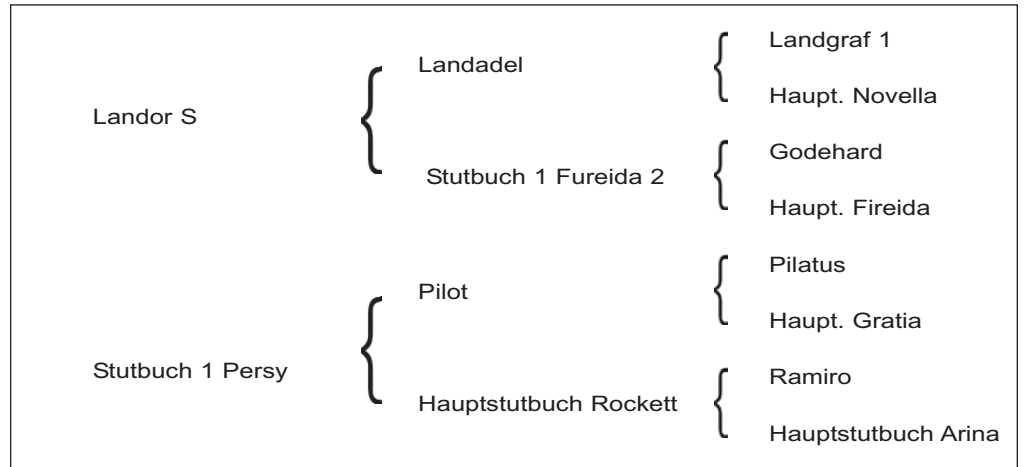 Landgraf 1
Landadel
Haupt. Novella
Landor S
Godehard
Stutbuch 1 Fureida 2
Haupt. Fireida
Pilatus
Pilot
Haupt. Gratia
Stutbuch 1 Persy
Ramiro
Hauptstutbuch Rockett
Hauptstutbuch Arina